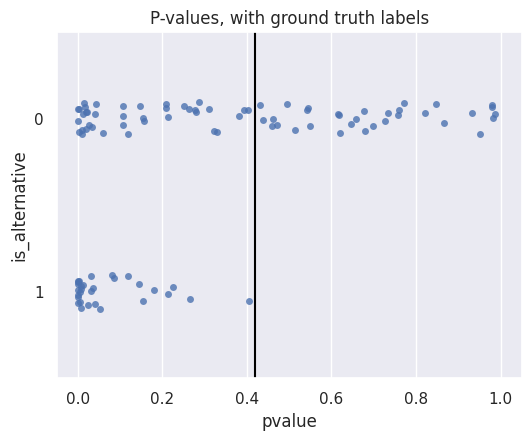 P-values, with ground truth labels
is_alternative
0
1
0.0 0.2 0.4 0.6 0.8 1.0
pvalue